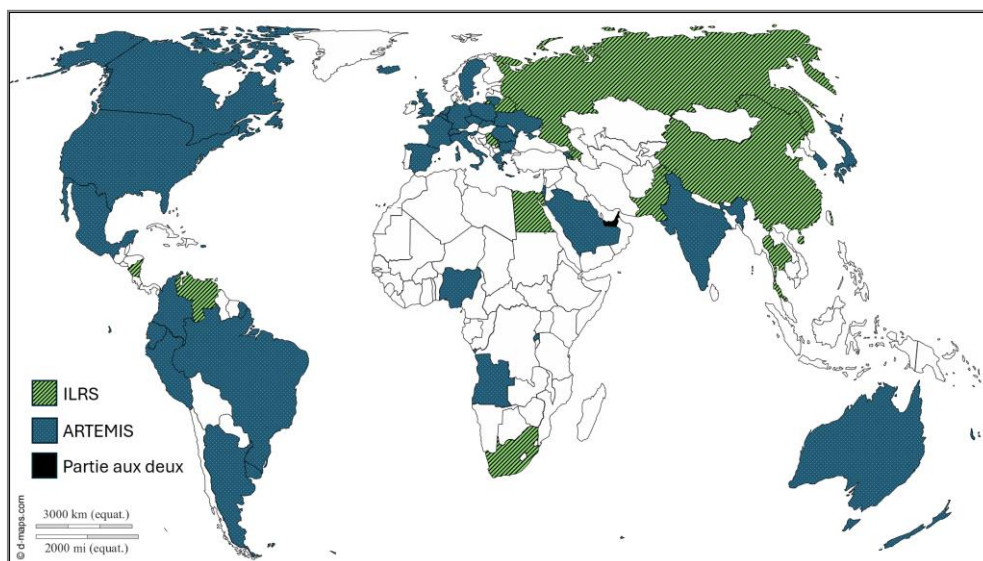 ILRS
ARTEMIS
Partie aux deux
3000 km (equat.)
2000 mi (equat.)
© d-maps.com